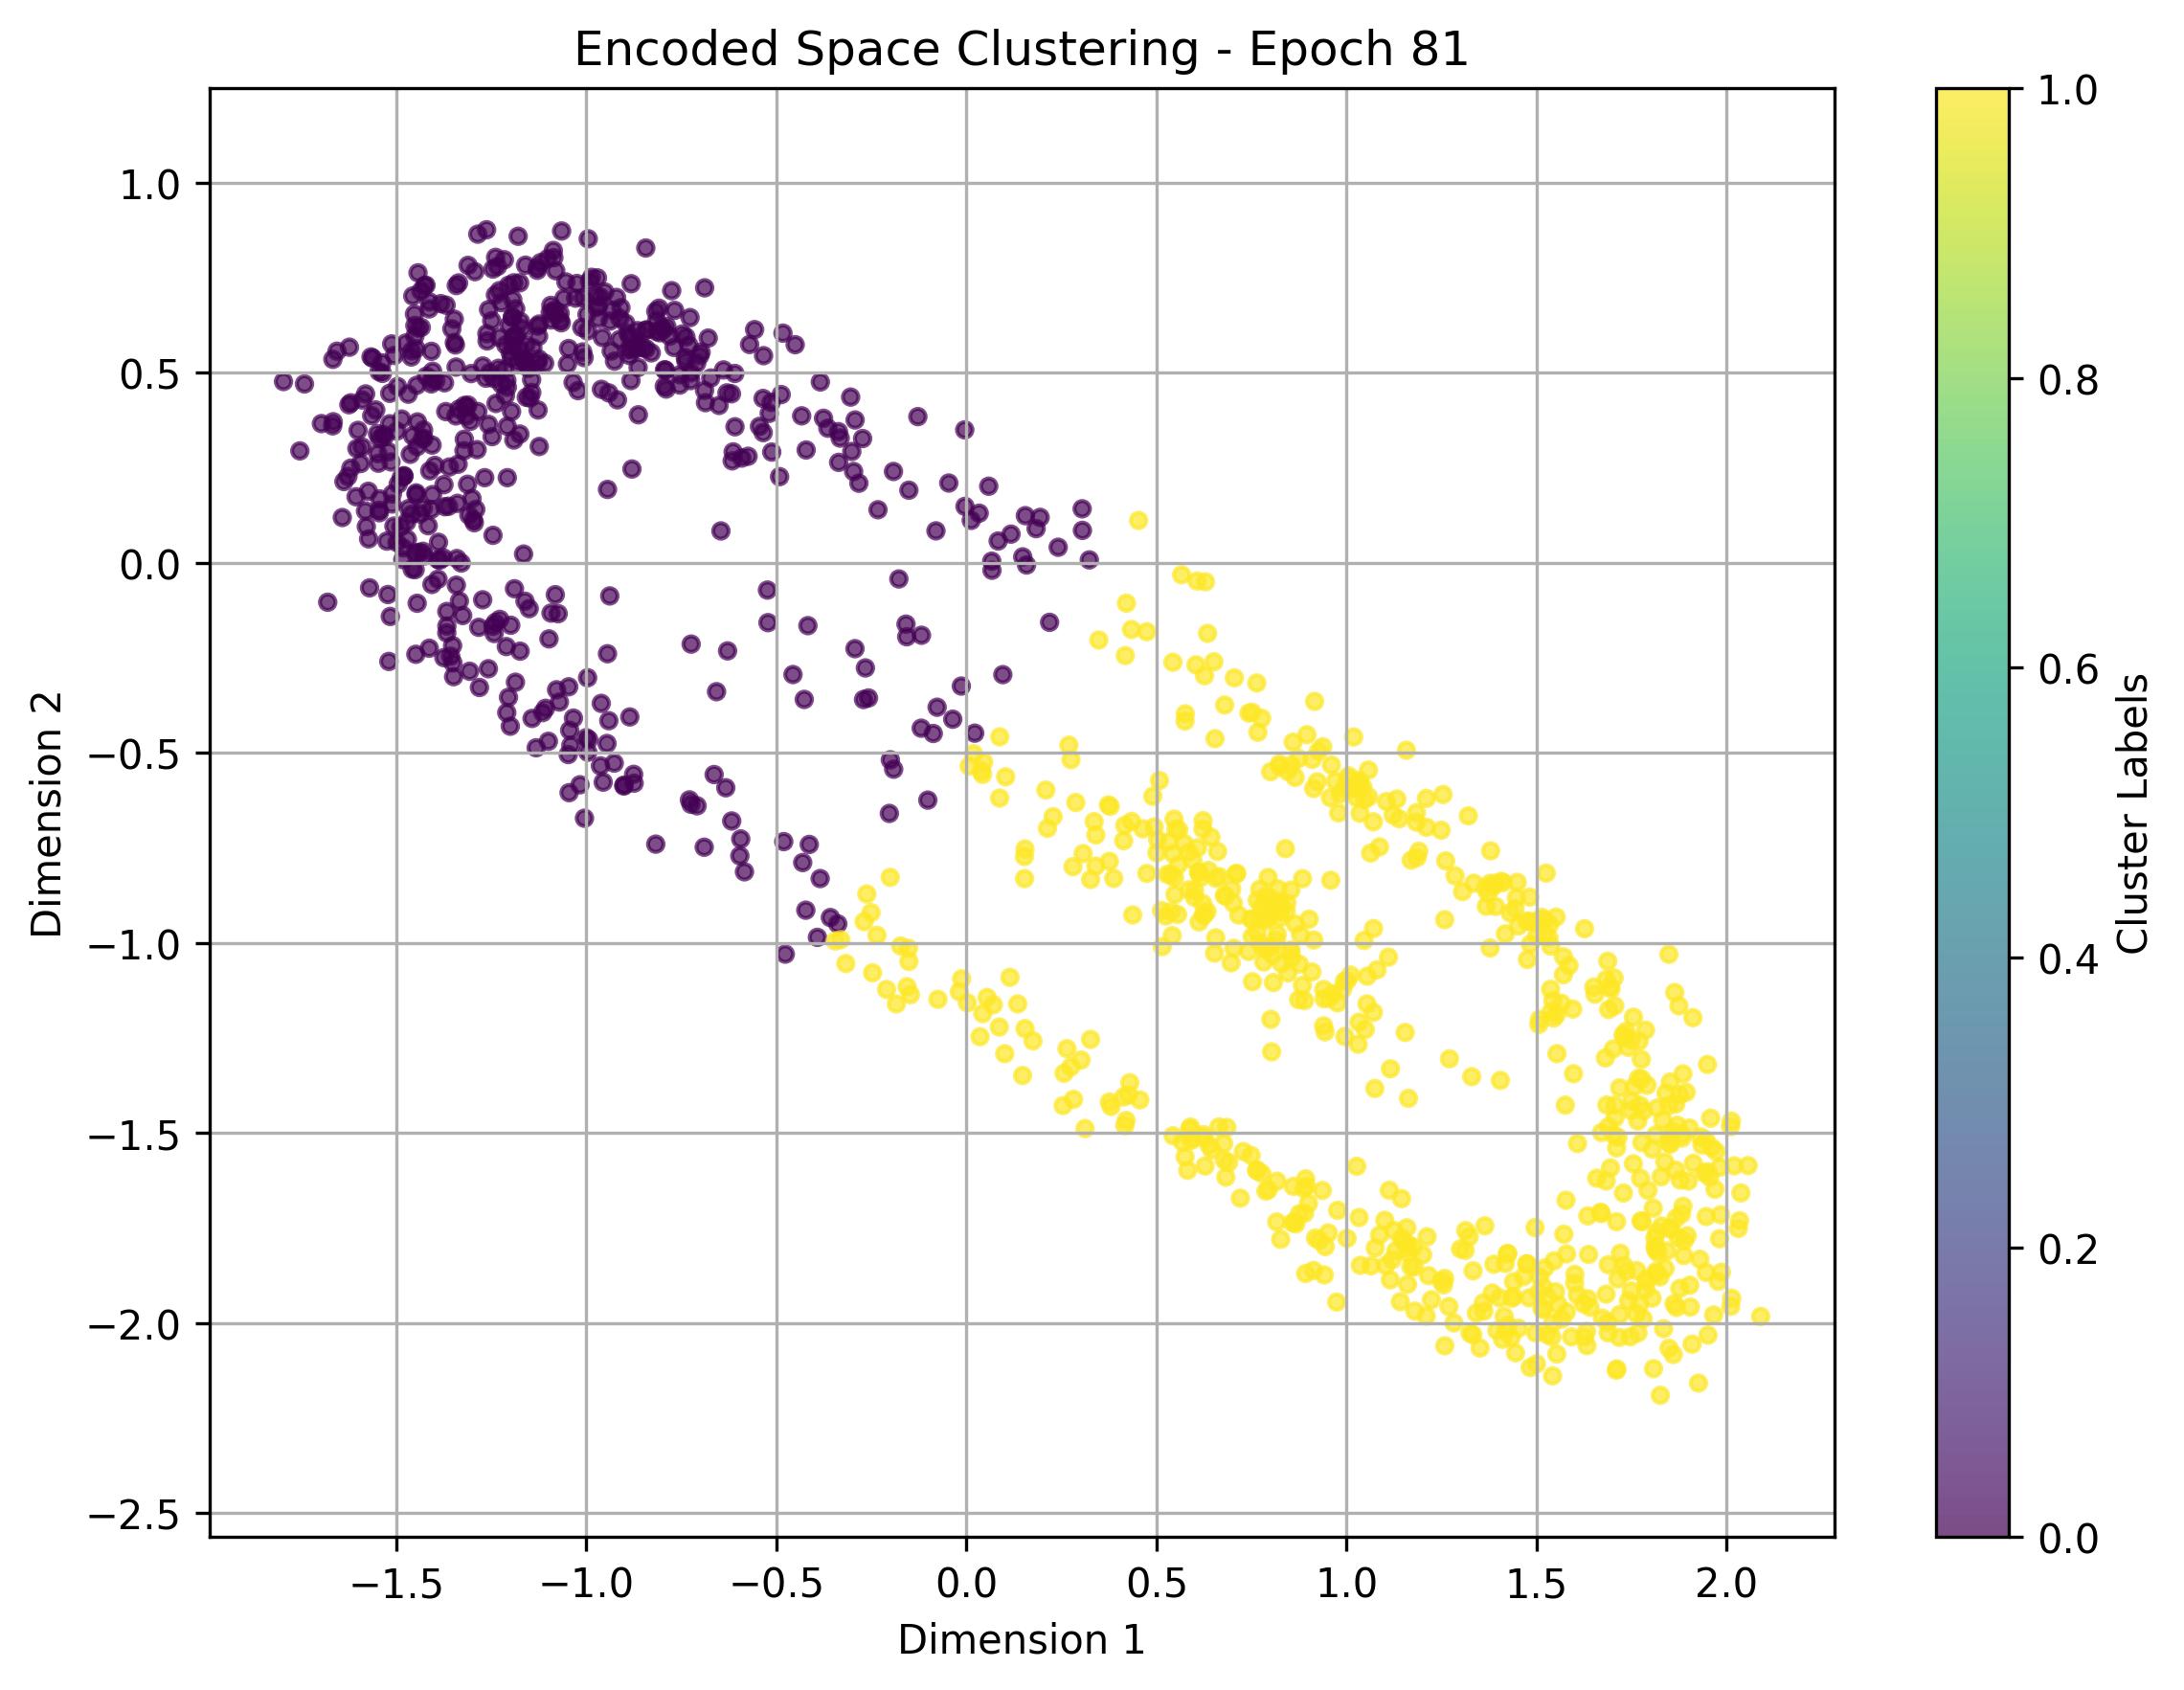 Encoded Space Clustering - Epoch 81
1.0
0.5
0.0
−0.5
−1.0
−1.5
−2.0
−2.5
Dimension 2
−1.5 −1.0 −0.5 0.0 0.5 1.0 1.5 2.0
Dimension 1
1.0
0.8
0.6
0.4
0.2
0.0
Cluster Labels